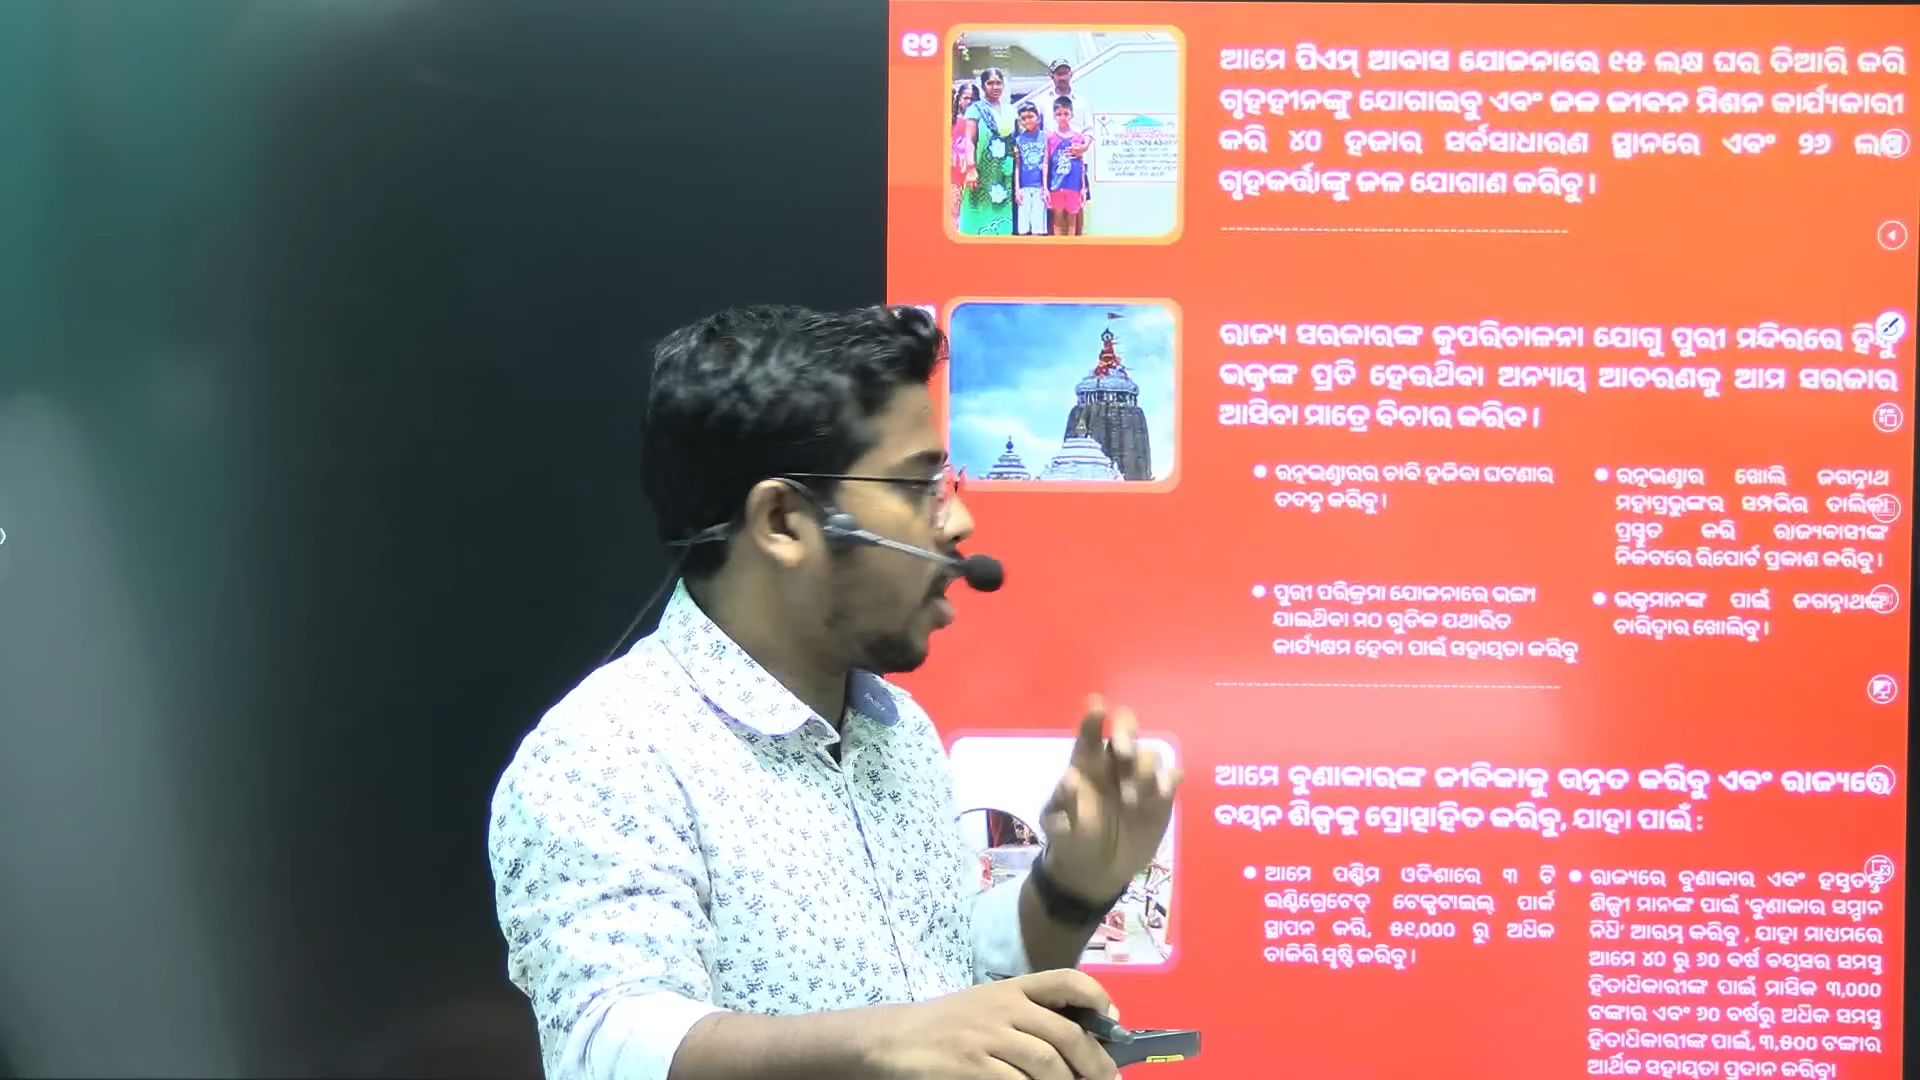 ୧୨
ଆମେ ପିଏମ୍ ଆବାସ ଯୋଜନାରେ ୧୫ ଲକ୍ଷ ଘର ତିଆରି କରି
ଗୃହହୀନଙ୍କୁ ଯୋଗାଇବୁ ଏବଂ ଜଳ ଜୀବନ ମିଶନ କାର୍ଯ୍ୟକାରୀ
କରି ୪୦ ହଜାର ସର୍ବସାଧାରଣ ସ୍ଥାନରେ ଏବଂ ୨୬ ଲକ୍ଷ
ଗୃହକର୍ତ୍ତାଙ୍କୁ ଜଳ ଯୋଗାଣ କରିବୁ ।
ରାଜ୍ୟ ସରକାରଙ୍କ କୁପରିଚାଳନା ଯୋଗୁ ପୁରୀ ମନ୍ଦିରରେ ହିନ୍ଦୁ
ଭକ୍ତଙ୍କ ପ୍ରତି ହେଉଥିବା ଅନ୍ୟାୟ ଆଚରଣକୁ ଆମ ସରକାର
ଆସିବା ମାତ୍ରେ ବିଚାର କରିବ ।
• ରତ୍ନଭଣ୍ଡାରର ଚାବି ହଜିବା ଘଟଣାର
ତଦନ୍ତ କରିବୁ ।
• ରତ୍ନଭଣ୍ଡାର ଖୋଲି ଜଗନ୍ନାଥ
ମହାପ୍ରଭୁଙ୍କର ସମ୍ପତ୍ତିର ତାଲିକା
ପ୍ରସ୍ତୁତ କରି ରାଜ୍ୟବାସୀଙ୍କ
ନିକଟରେ ରିପୋର୍ଟ ପ୍ରକାଶ କରିବୁ ।
• ପୁରୀ ପରିକ୍ରମା ଯୋଜନାରେ ଭଙ୍ଗା
ଯାଇଥିବା ମଠ ଗୁଡିକ ଯଥାରିତି
କାର୍ଯ୍ୟକ୍ଷମ ହେବା ପାଇଁ ସହାୟତା କରିବୁ
• ଭକ୍ତମାନଙ୍କ ପାଇଁ ଜଗନ୍ନାଥଙ୍କ
ଚାରିଦ୍ୱାର ଖୋଲିବୁ ।
ଆମେ ବୁଣାକାରଙ୍କ ଜୀବିକାକୁ ଉନ୍ନତ କରିବୁ ଏବଂ ରାଜ୍ୟରେ
ବୟନ ଶିଳ୍ପକୁ ପ୍ରୋତ୍ସାହିତ କରିବୁ, ଯାହା ପାଇଁ :
• ଆମେ ପଶ୍ଚିମ ଓଡିଶାରେ ୩ ଟି
ଇଣ୍ଟିଗ୍ରେଟେଡ୍ ଟେକ୍ସଟାଇଲ୍ ପାର୍କ
ସ୍ଥାପନ କରି, ୫୧,୦୦୦ ରୁ ଅଧିକ
ଚାକିରି ସୃଷ୍ଟି କରିବୁ ।
• ରାଜ୍ୟରେ ବୁଣାକାର ଏବଂ ହସ୍ତତନ୍ତ
ଶିଳ୍ପୀ ମାନଙ୍କ ପାଇଁ 'ବୁଣାକାର ସମ୍ମାନ
ନିଧି' ଆରମ୍ଭ କରିବୁ , ଯାହା ମାଧ୍ୟମରେ
ଆମେ ୪୦ ରୁ ୬୦ ବର୍ଷ ବୟସର ସମସ୍ତ
ହିତାଧିକାରୀଙ୍କ ପାଇଁ ମାସିକ ୩,୦୦୦
ଟଙ୍କାର ଏବଂ ୬୦ ବର୍ଷରୁ ଅଧିକ ସମସ୍ତ
ହିତାଧିକାରୀଙ୍କ ପାଇଁ, ୩,୫୦୦ ଟଙ୍କାର
ଆର୍ଥିକ ସହାୟତା ପ୍ରଦାନ କରିବା